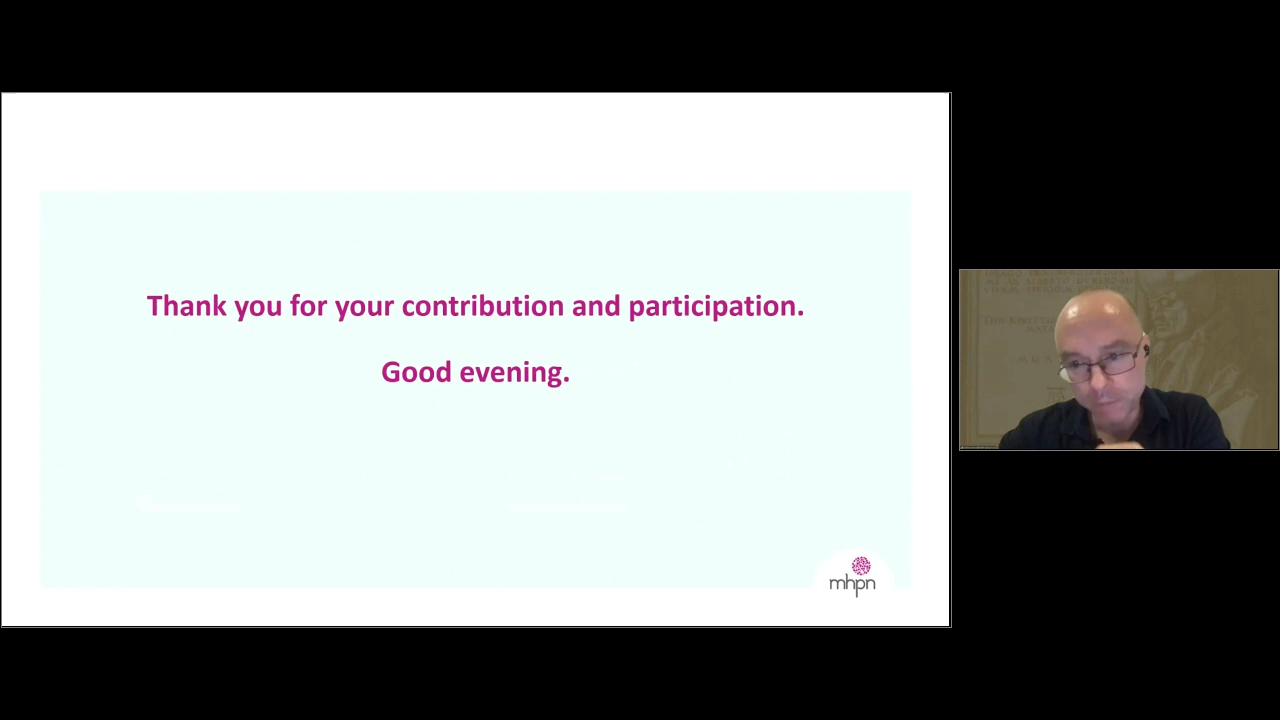 Thank you for your contribution and participation.
Good evening.
mhpn